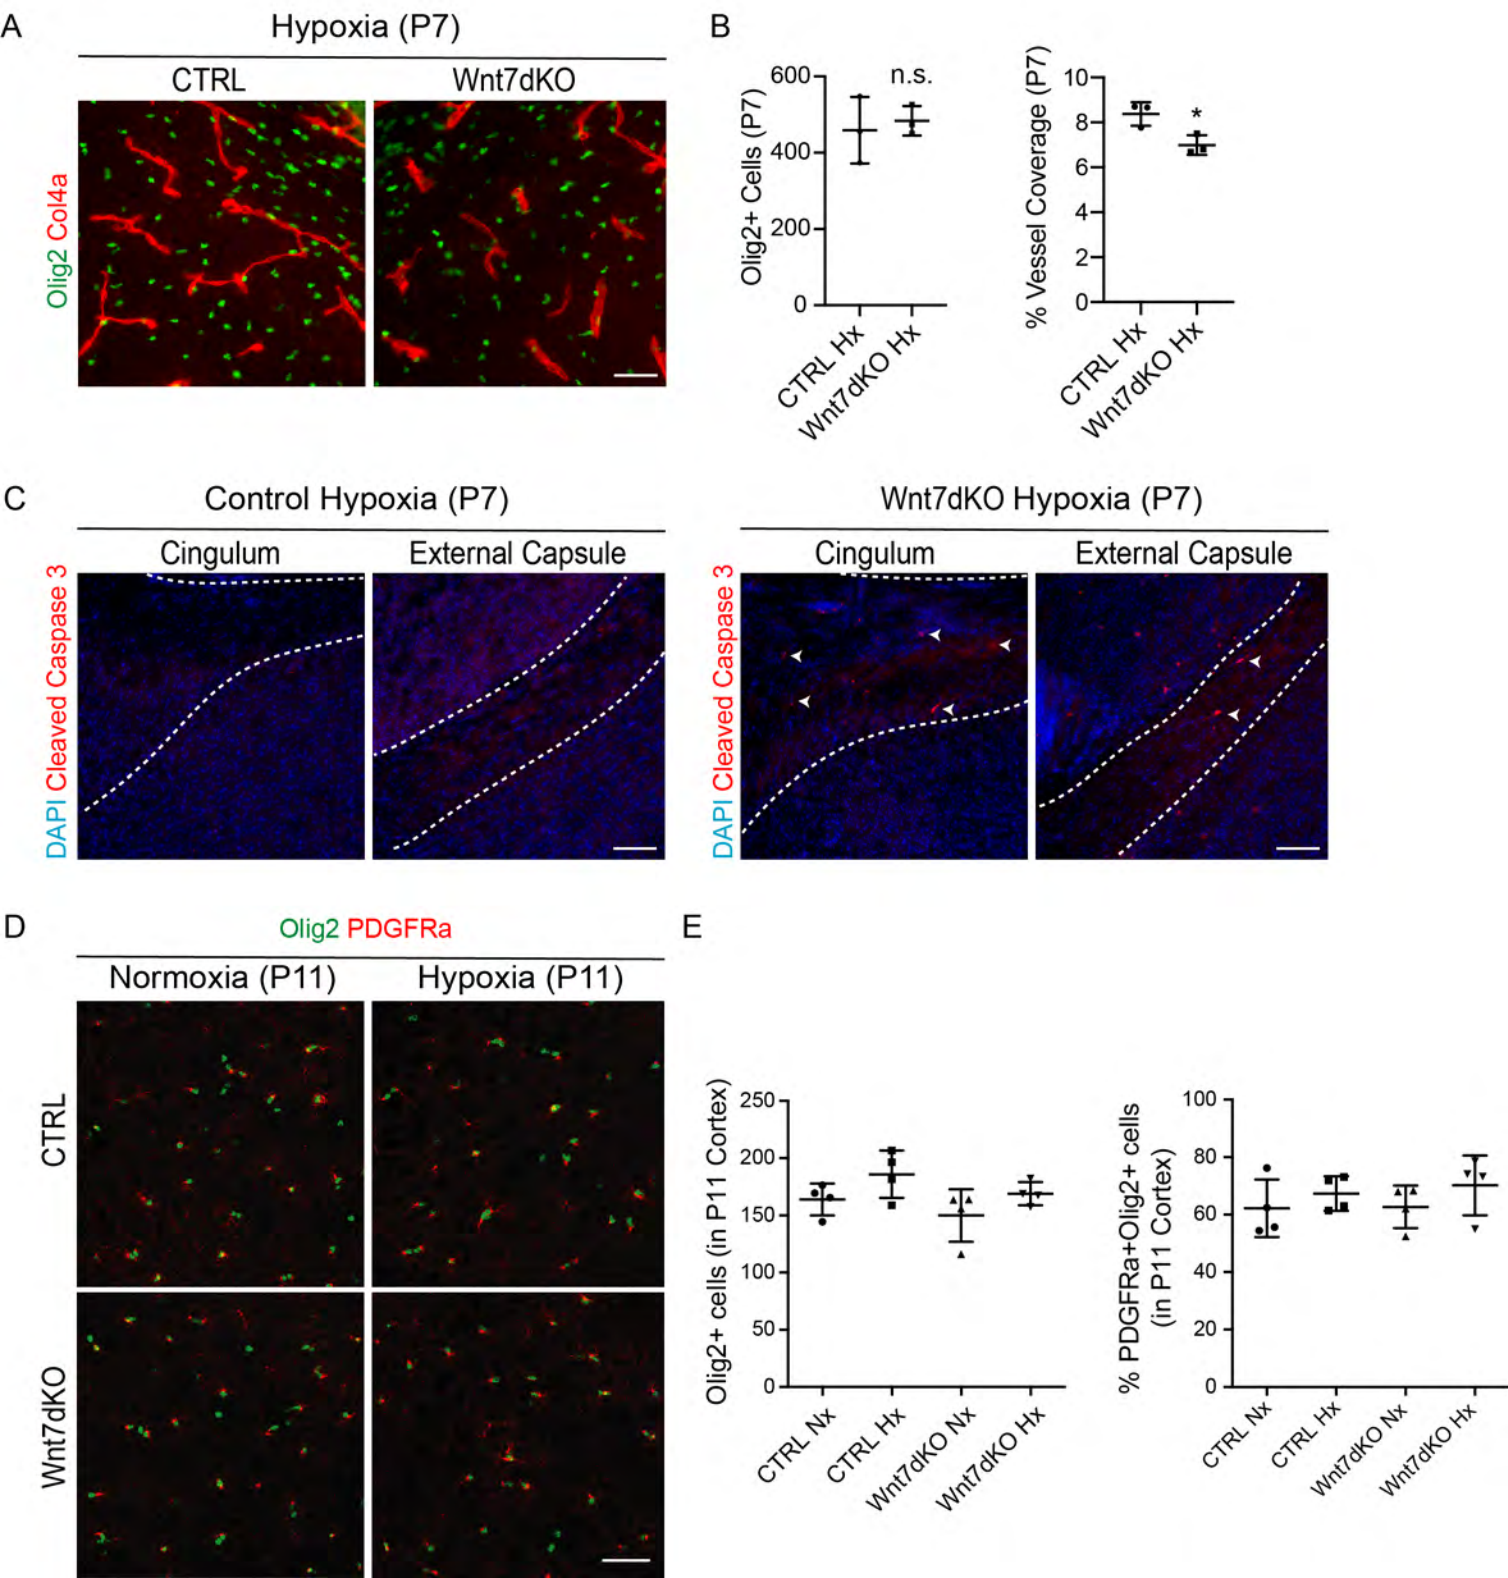 A
Hypoxia (P7)
CTRL
Wnt7dKO
Olig2 Col4a
B
Olig2+ Cells (P7)
600
400
200
0
n.s.
CTRL Hx
Wnt7dKO Hx
% Vessel Coverage (P7)
10
8
6
4
2
0
*
CTRL Hx
Wnt7dKO Hx
C
Control Hypoxia (P7)
Cingulum
External Capsule
DAPI Cleaved Caspase 3
Wnt7dKO Hypoxia (P7)
Cingulum
External Capsule
DAPI Cleaved Caspase 3
D
Olig2 PDGFRa
Normoxia (P11)
Hypoxia (P11)
CTRL
Wnt7dKO
E
Olig2+ cells (in P11 Cortex)
250
200
150
100
50
0
CTRL Nx
CTRL Hx
Wnt7dKO Nx
Wnt7dKO Hx
% PDGFRa+Olig2+ cells
(in P11 Cortex)
100
80
60
40
20
0
CTRL Nx
CTRL Hx
Wnt7dKO Nx
Wnt7dKO Hx